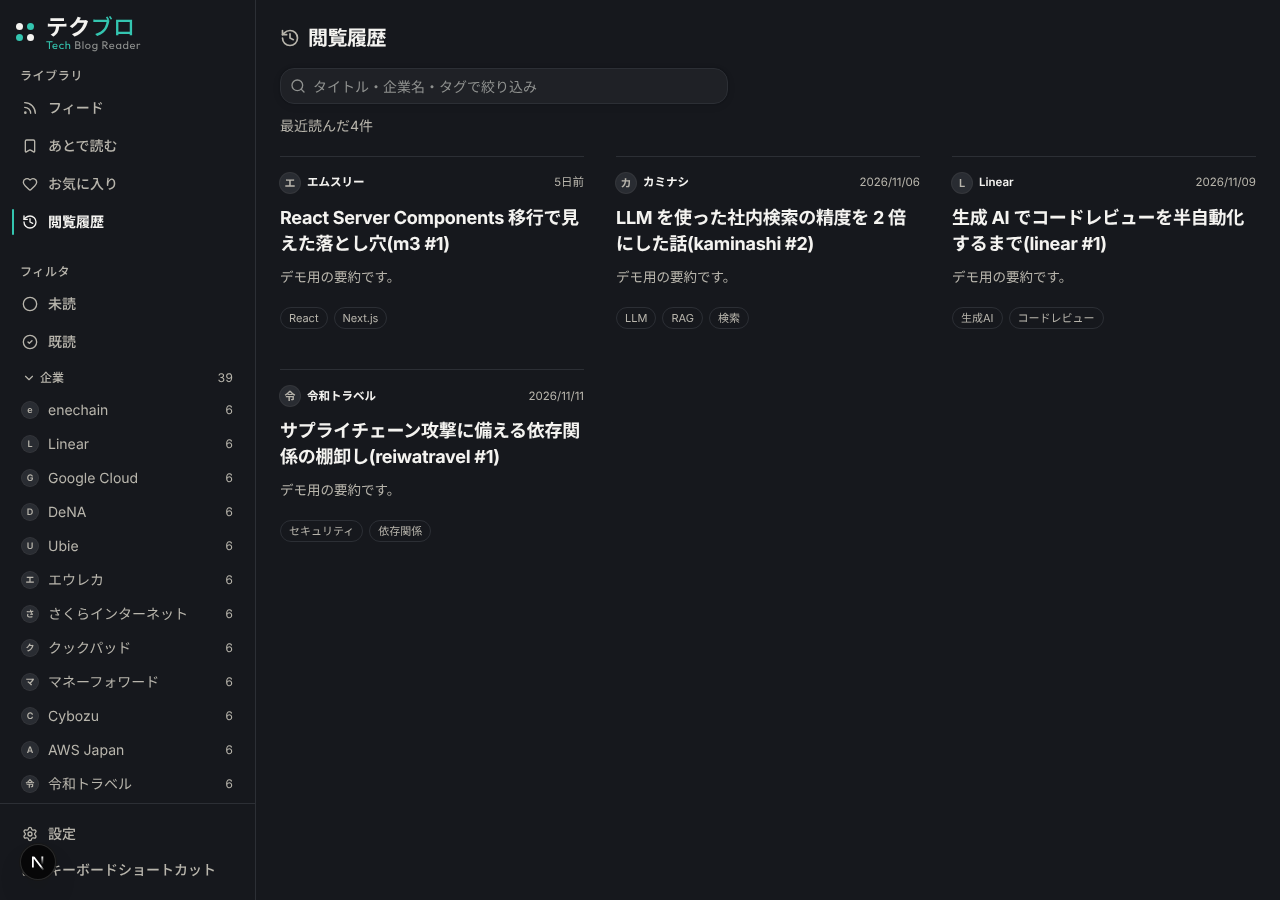 テクブロ
Tech Blog Reader
ライブラリ
フィード
あとで読む
お気に入り
閲覧履歴
フィルタ
未読
既読
企業 39
e enechain 6
L Linear 6
G Google Cloud 6
D DeNA 6
U Ubie 6
エ エウレカ 6
さ さくらインターネット 6
ク クックパッド 6
マ マネーフォワード 6
C Cybozu 6
A AWS Japan 6
令 令和トラベル 6
設定
N キーボードショートカット
閲覧履歴
タイトル・企業名・タグで絞り込み
最近読んだ4件
エ エムスリー 5日前
React Server Components 移行で見
えた落とし穴(m3 #1)
デモ用の要約です。
React Next.js
カ カミナシ 2026/11/06
LLM を使った社内検索の精度を 2 倍
にした話(kaminashi #2)
デモ用の要約です。
LLM RAG 検索
L Linear 2026/11/09
生成 AI でコードレビューを半自動化
するまで(linear #1)
デモ用の要約です。
生成AI コードレビュー
令 令和トラベル 2026/11/11
サプライチェーン攻撃に備える依存関
係の棚卸し(reiwatravel #1)
デモ用の要約です。
セキュリティ 依存関係